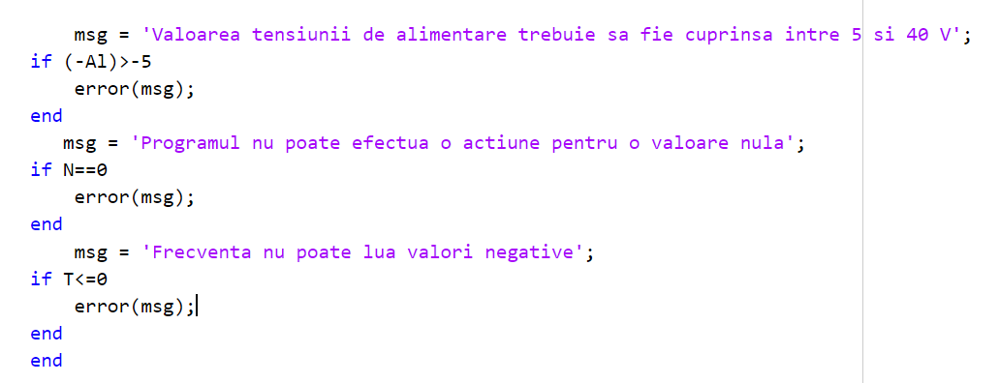 msg = 'Valoarea tensiunii de alimentare trebuie sa fie cuprinsa intre 5 si 40 V';
if (-Al)>-5
error(msg);
end
msg = 'Programul nu poate efectua o actiune pentru o valoare nula';
if N==0
error(msg);
end
msg = 'Frecventa nu poate lua valori negative';
if T<=0
error(msg);
end
end